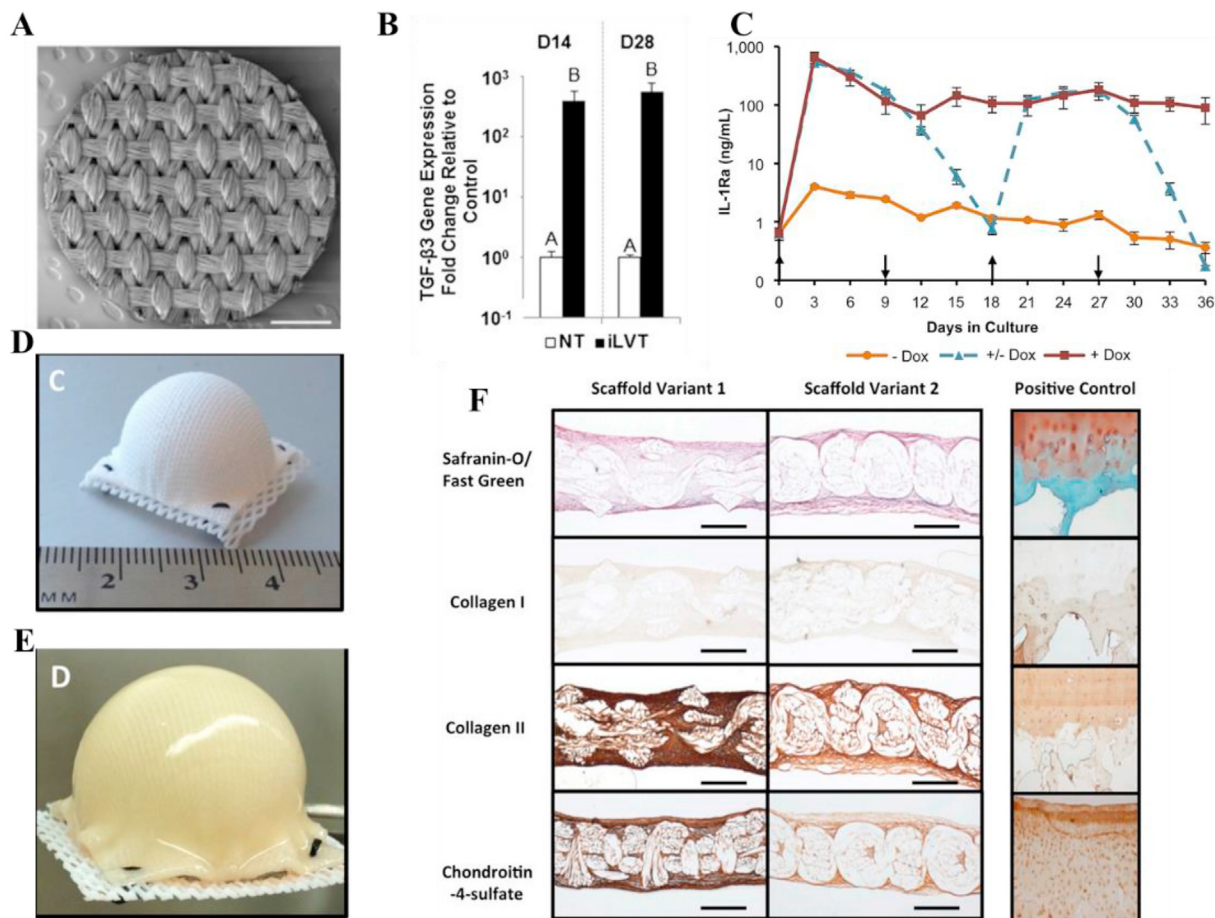 A
B
D14
D28
TGF-β3 Gene Expression
Fold Change Relative to
Control
10³
10²
10¹
10⁰
10⁻¹
A
B
A
B
NT
iLVT
C
IL-1Ra (ng/mL)
1,000
100
10
1
0
0 3 6 9 12 15 18 21 24 27 30 33 36
Days in Culture
- Dox
+/- Dox
+ Dox
D
C
2 3 4
MM
E
D
F
Scaffold Variant 1
Scaffold Variant 2
Positive Control
Safranin-O/
Fast Green
Collagen I
Collagen II
Chondroitin
-4-sulfate